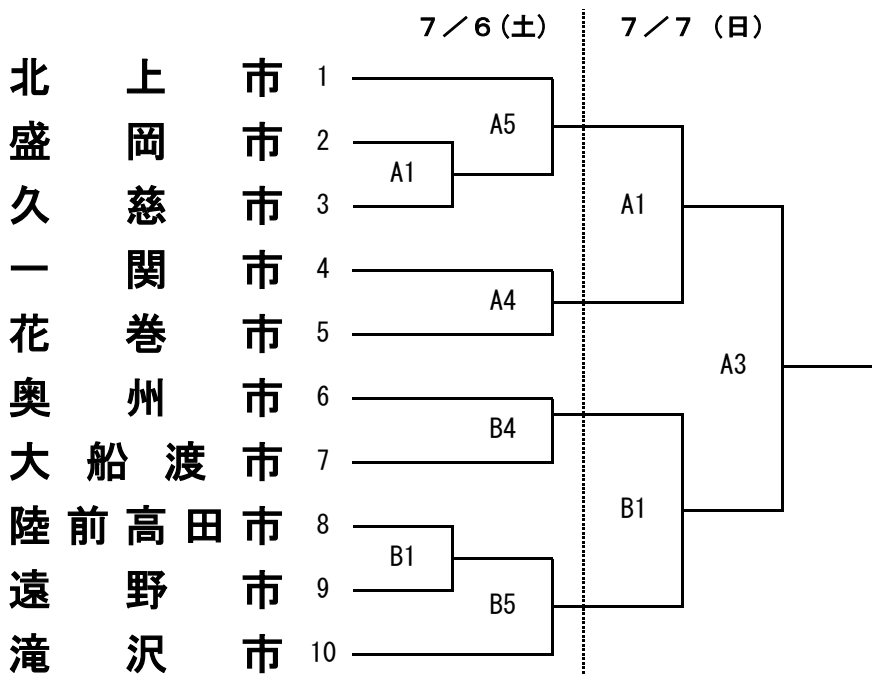 7/6(土) 7/7(日)
北上市 1
A5
盛岡市 2
A1
久慈市 3
A1
一関市 4
A4
花巻市 5
A3
奥州市 6
B4
大船渡市 7
B1
陸前高田市 8
B1
遠野市 9
B5
滝沢市 10